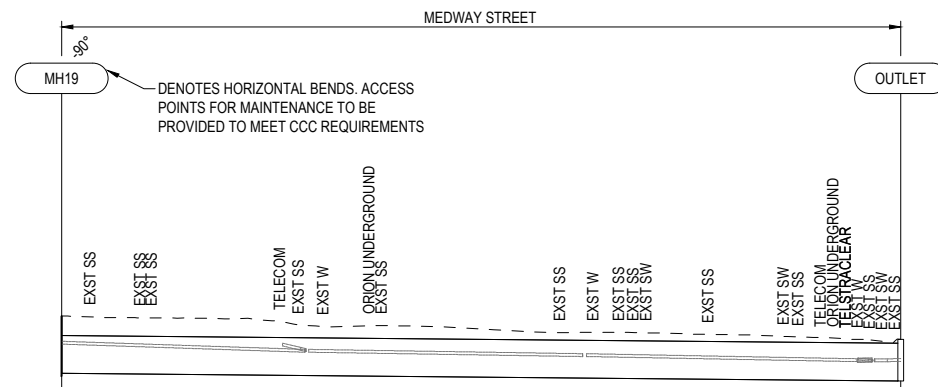 MEDWAY STREET
-90°
MH19
OUTLET
DENOTES HORIZONTAL BENDS. ACCESS
POINTS FOR MAINTENANCE TO BE
PROVIDED TO MEET CCC REQUIREMENTS
EXST SS
EXST SS
EXST SS
TELECOM
EXST SS
EXST W
ORION UNDERGROUND
EXST SS
EXST SS
EXST W
EXST SS
EXST SS
EXST SW
EXST SS
EXST SW
EXST SS
TELECOM
ORION UNDERGROUND
TELSTRACLEAR
EXST W
EXST SS
EXST SW
EXST SS